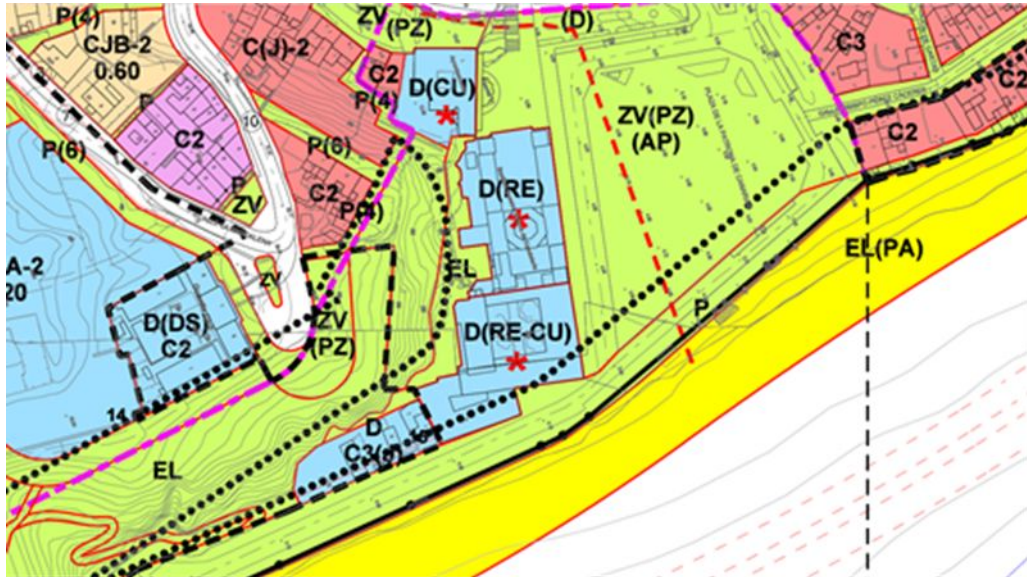 P(4)
ZV
(PZ)
(D)
CJB-2
0.60
C(J)-2
C2
D(CU)
C3
C2
P
P(4)
ZV(PZ)
(AP)
10
P(6)
C2
P(6)
C2
P
ZV
C2
P(4)
D(RE)
EL(PA)
A-2
20
ZV
EL
D(DS)
C2
ZV
(PZ)
P
D(RE-CU)
14
D
C3(a)
EL